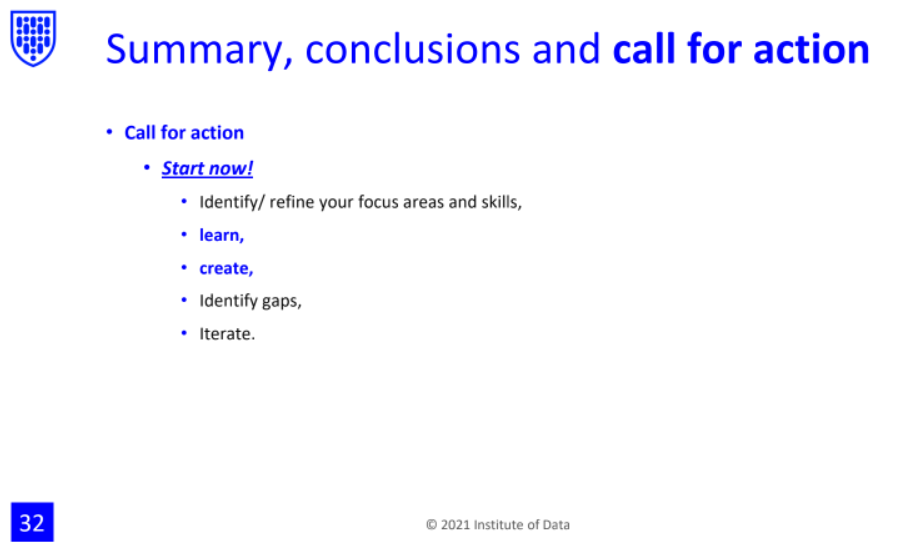 Summary, conclusions and call for action
• Call for action
• Start now!
• Identify/ refine your focus areas and skills,
• learn,
• create,
• Identify gaps,
• Iterate.
32
© 2021 Institute of Data